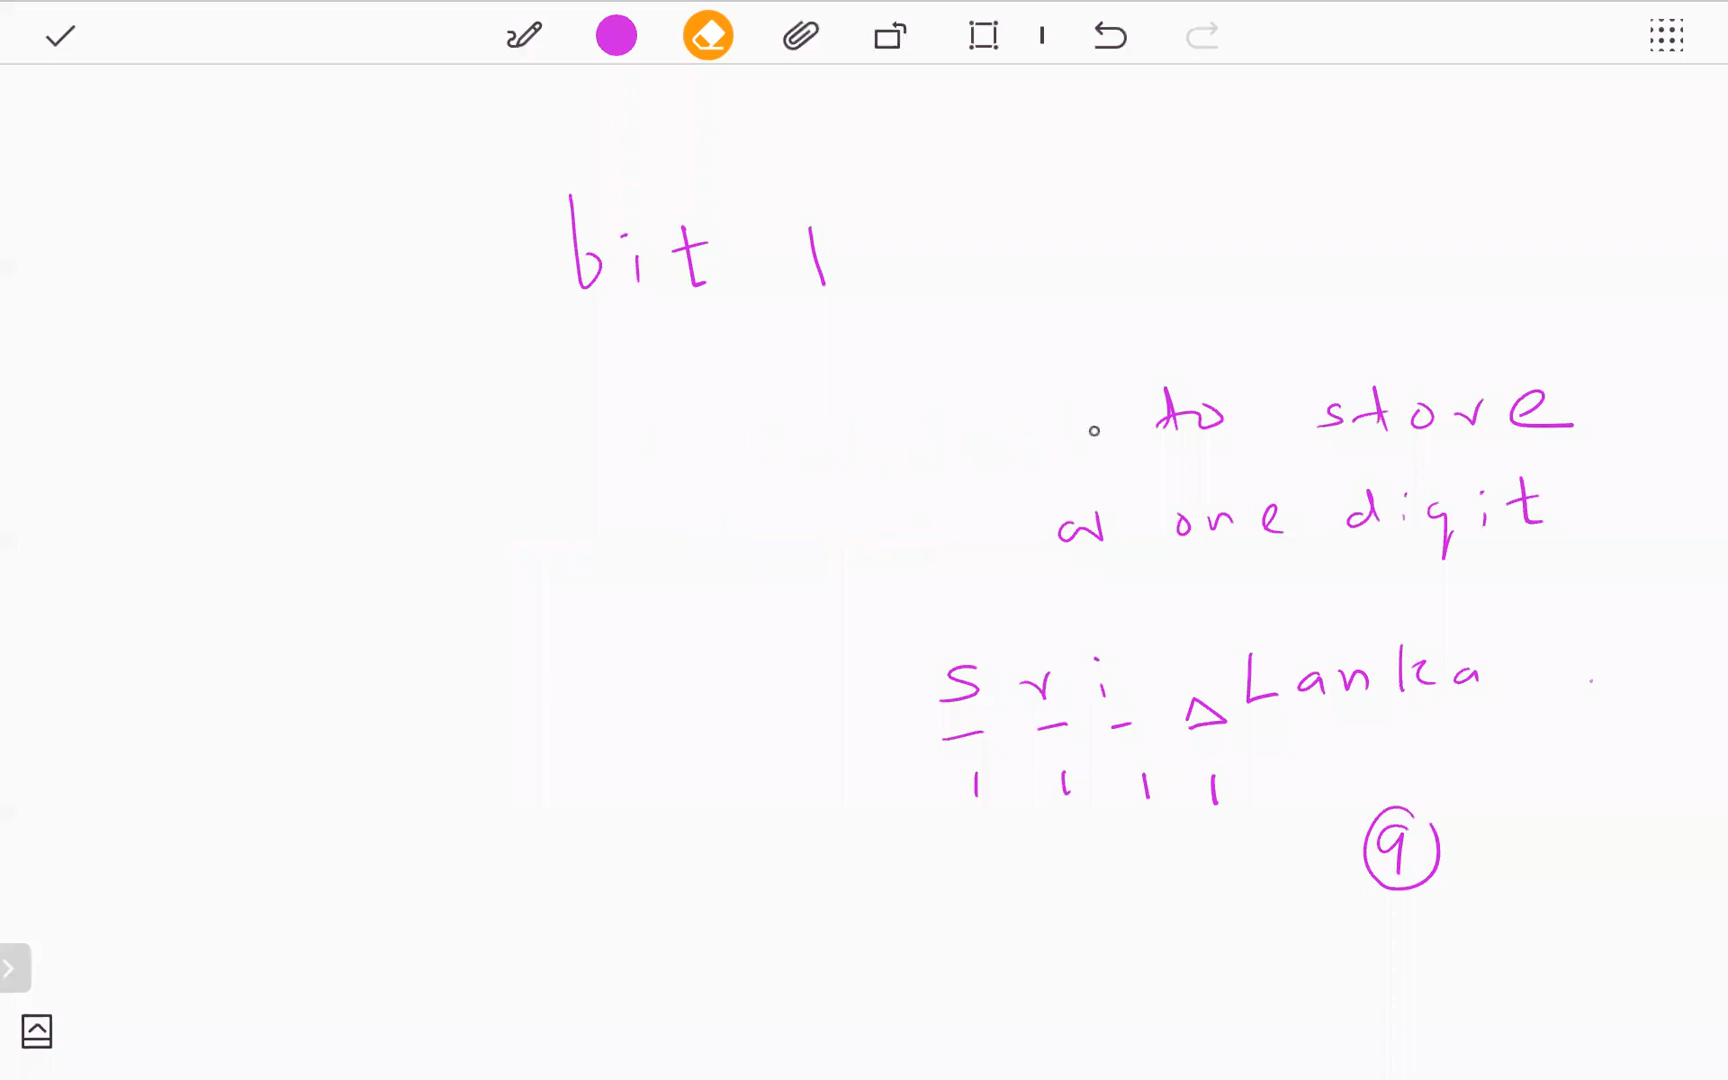 bit 1
to store
a one digit
Sri △ Lanka
1 1 1 1
9